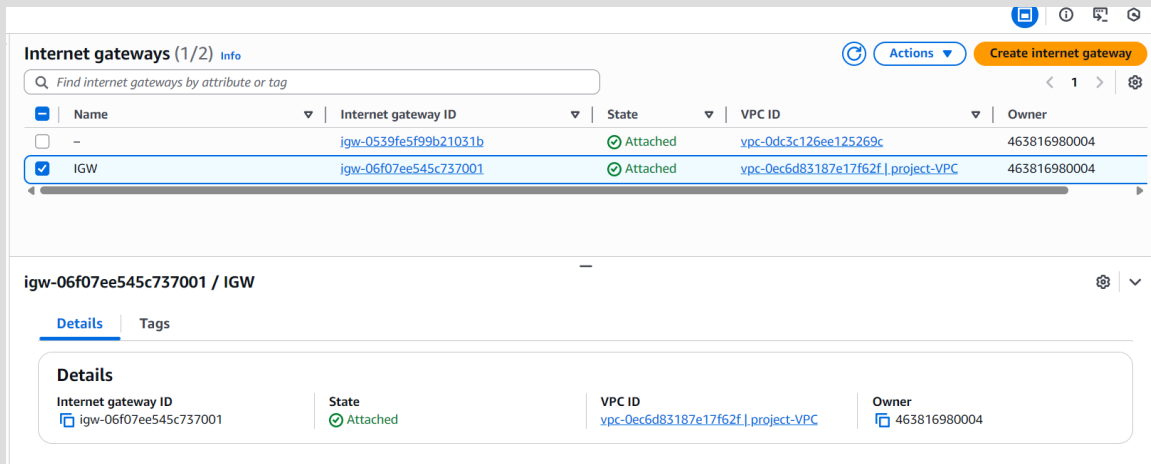 Internet gateways (1/2) Info
Actions Create internet gateway
Find internet gateways by attribute or tag
1
Name Internet gateway ID State VPC ID Owner
– igw-0539fe5f99b21031b Attached vpc-0dc3c126ee125269c 463816980004
IGW igw-06f07ee545c737001 Attached vpc-0ec6d83187e17f62f | project-VPC 463816980004
igw-06f07ee545c737001 / IGW
Details Tags
Details
Internet gateway ID State VPC ID Owner
igw-06f07ee545c737001 Attached vpc-0ec6d83187e17f62f | project-VPC 463816980004